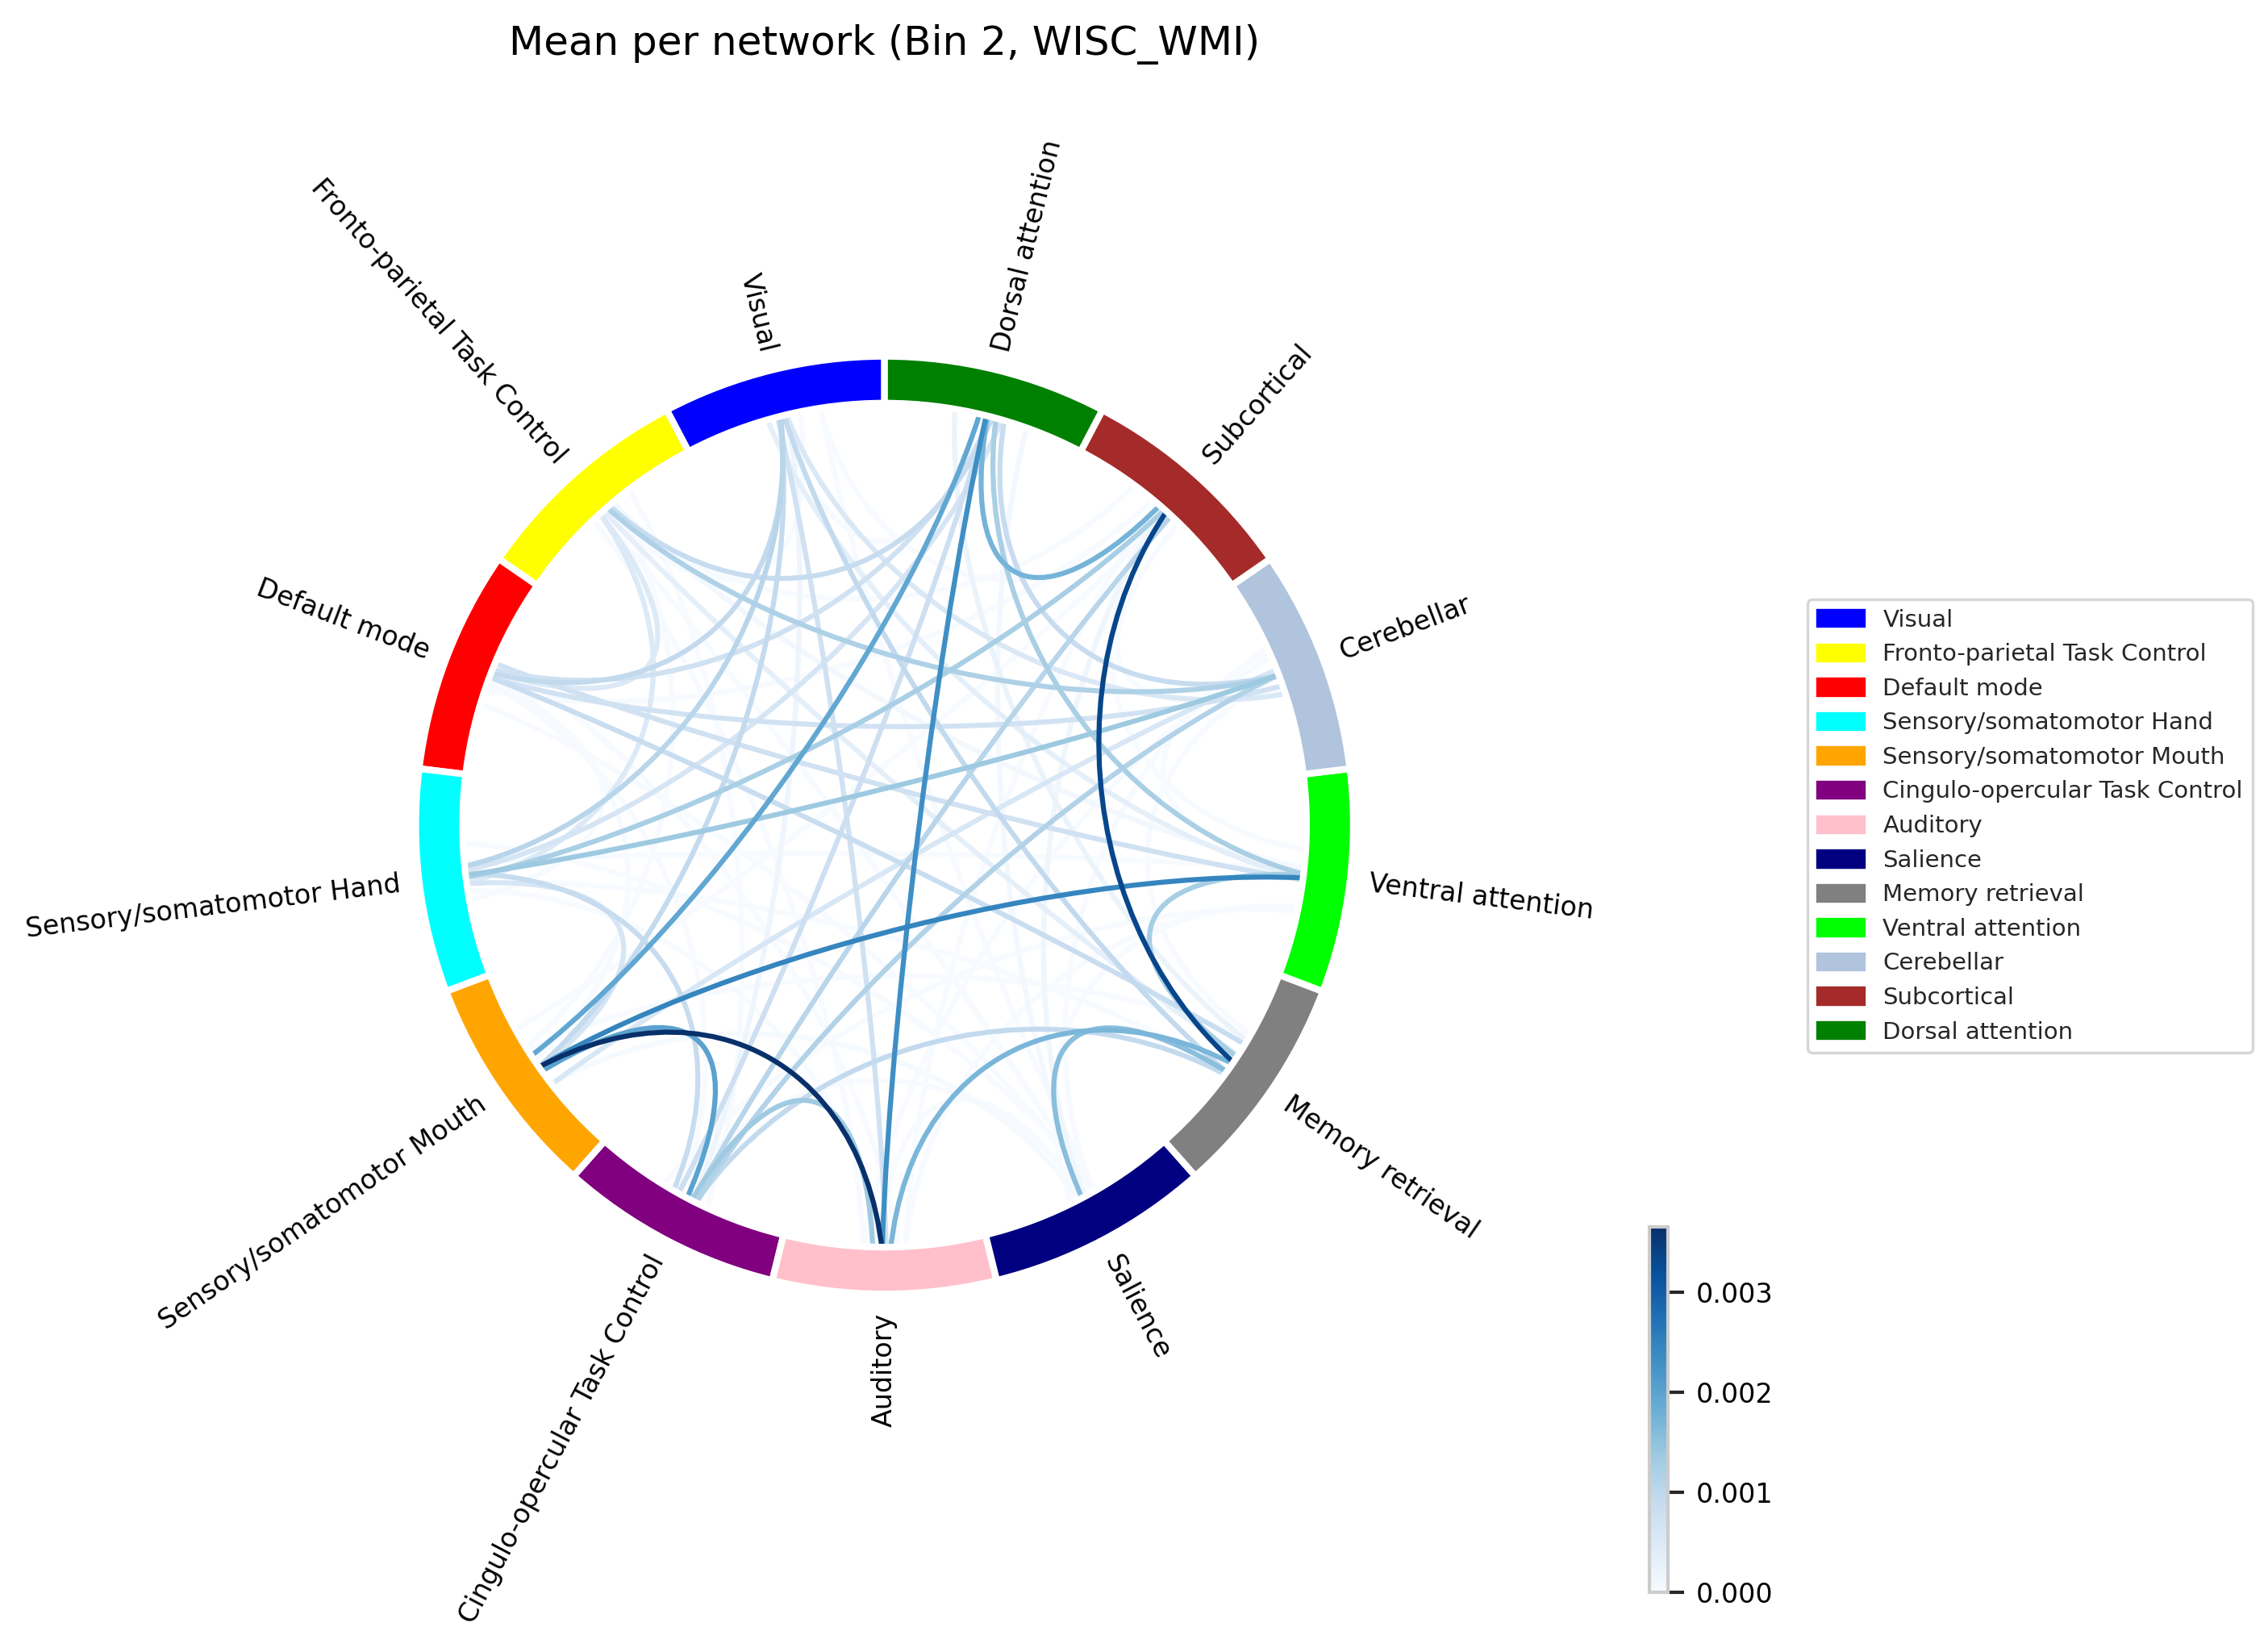 Mean per network (Bin 2, WISC_WMI)
Dorsal attention
Visual
Fronto-parietal Task Control
Subcortical
Default mode
Cerebellar
Sensory/somatomotor Hand
Ventral attention
Sensory/somatomotor Mouth
Memory retrieval
Cingulo-opercular Task Control
Auditory
Salience
Visual
Fronto-parietal Task Control
Default mode
Sensory/somatomotor Hand
Sensory/somatomotor Mouth
Cingulo-opercular Task Control
Auditory
Salience
Memory retrieval
Ventral attention
Cerebellar
Subcortical
Dorsal attention
0.003
0.002
0.001
0.000